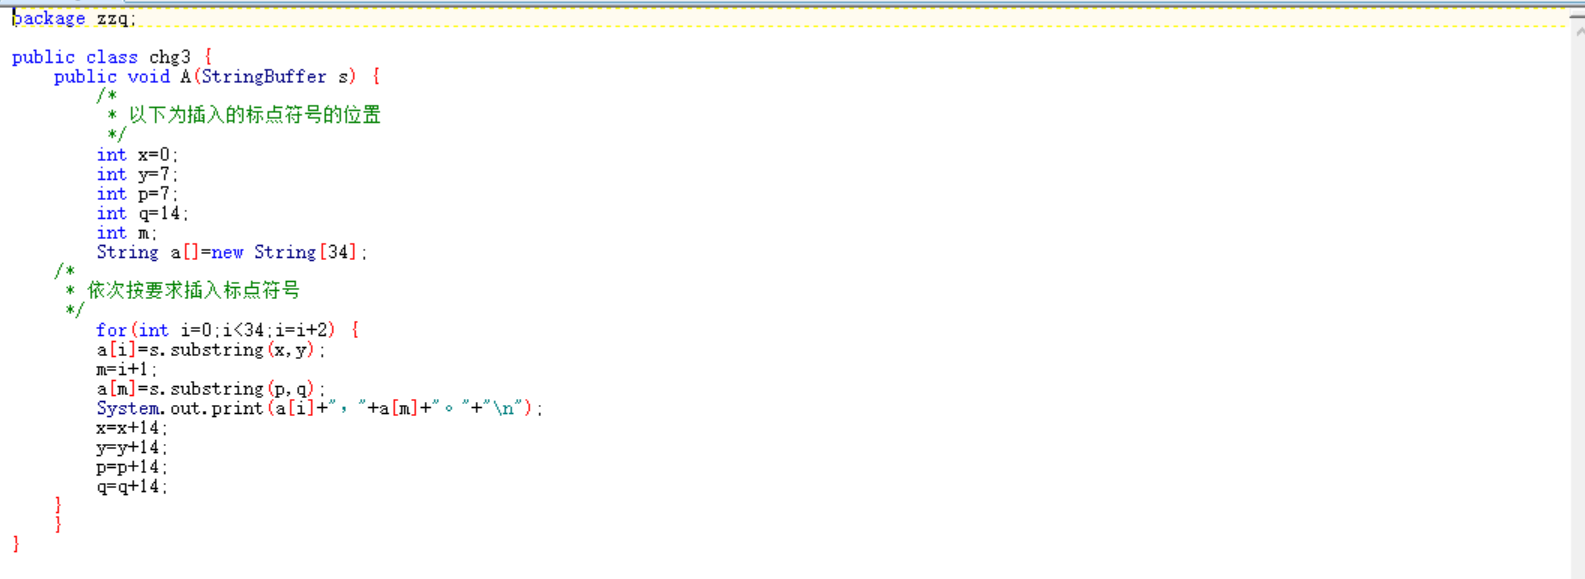 package zzq;
public class chg3 {
public void A(StringBuffer s) {
/*
* 以下为插入的标点符号的位置
*/
int x=0;
int y=7;
int p=7;
int q=14;
int m;
String a[]=new String[34];
/*
* 依次按要求插入标点符号
*/
for(int i=0;i<34;i=i+2) {
a[i]=s.substring(x,y);
m=i+1;
a[m]=s.substring(p,q);
System.out.print(a[i]+"，"+a[m]+"。"+"\n");
x=x+14;
y=y+14;
p=p+14;
q=q+14;
}
}
}